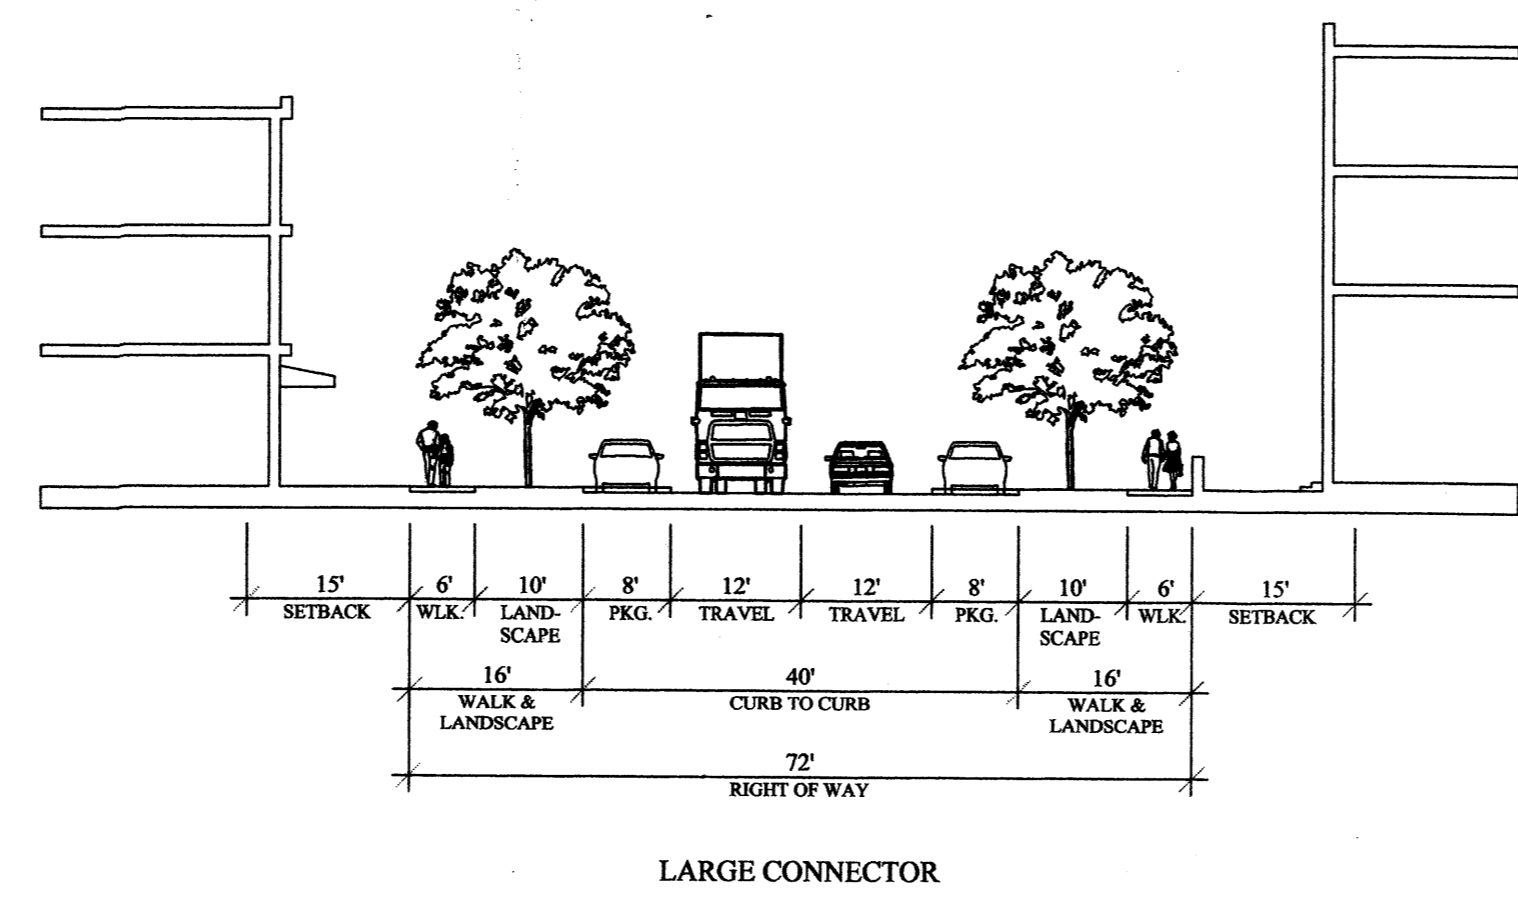 15' 6' 10' 8' 12' 12' 8' 10' 6' 15'
SETBACK WLK. LAND- PKG. TRAVEL TRAVEL PKG. LAND- WLK. SETBACK
SCAPE SCAPE
16' 40' 16'
WALK & CURB TO CURB WALK &
LANDSCAPE LANDSCAPE
72'
RIGHT OF WAY
LARGE CONNECTOR